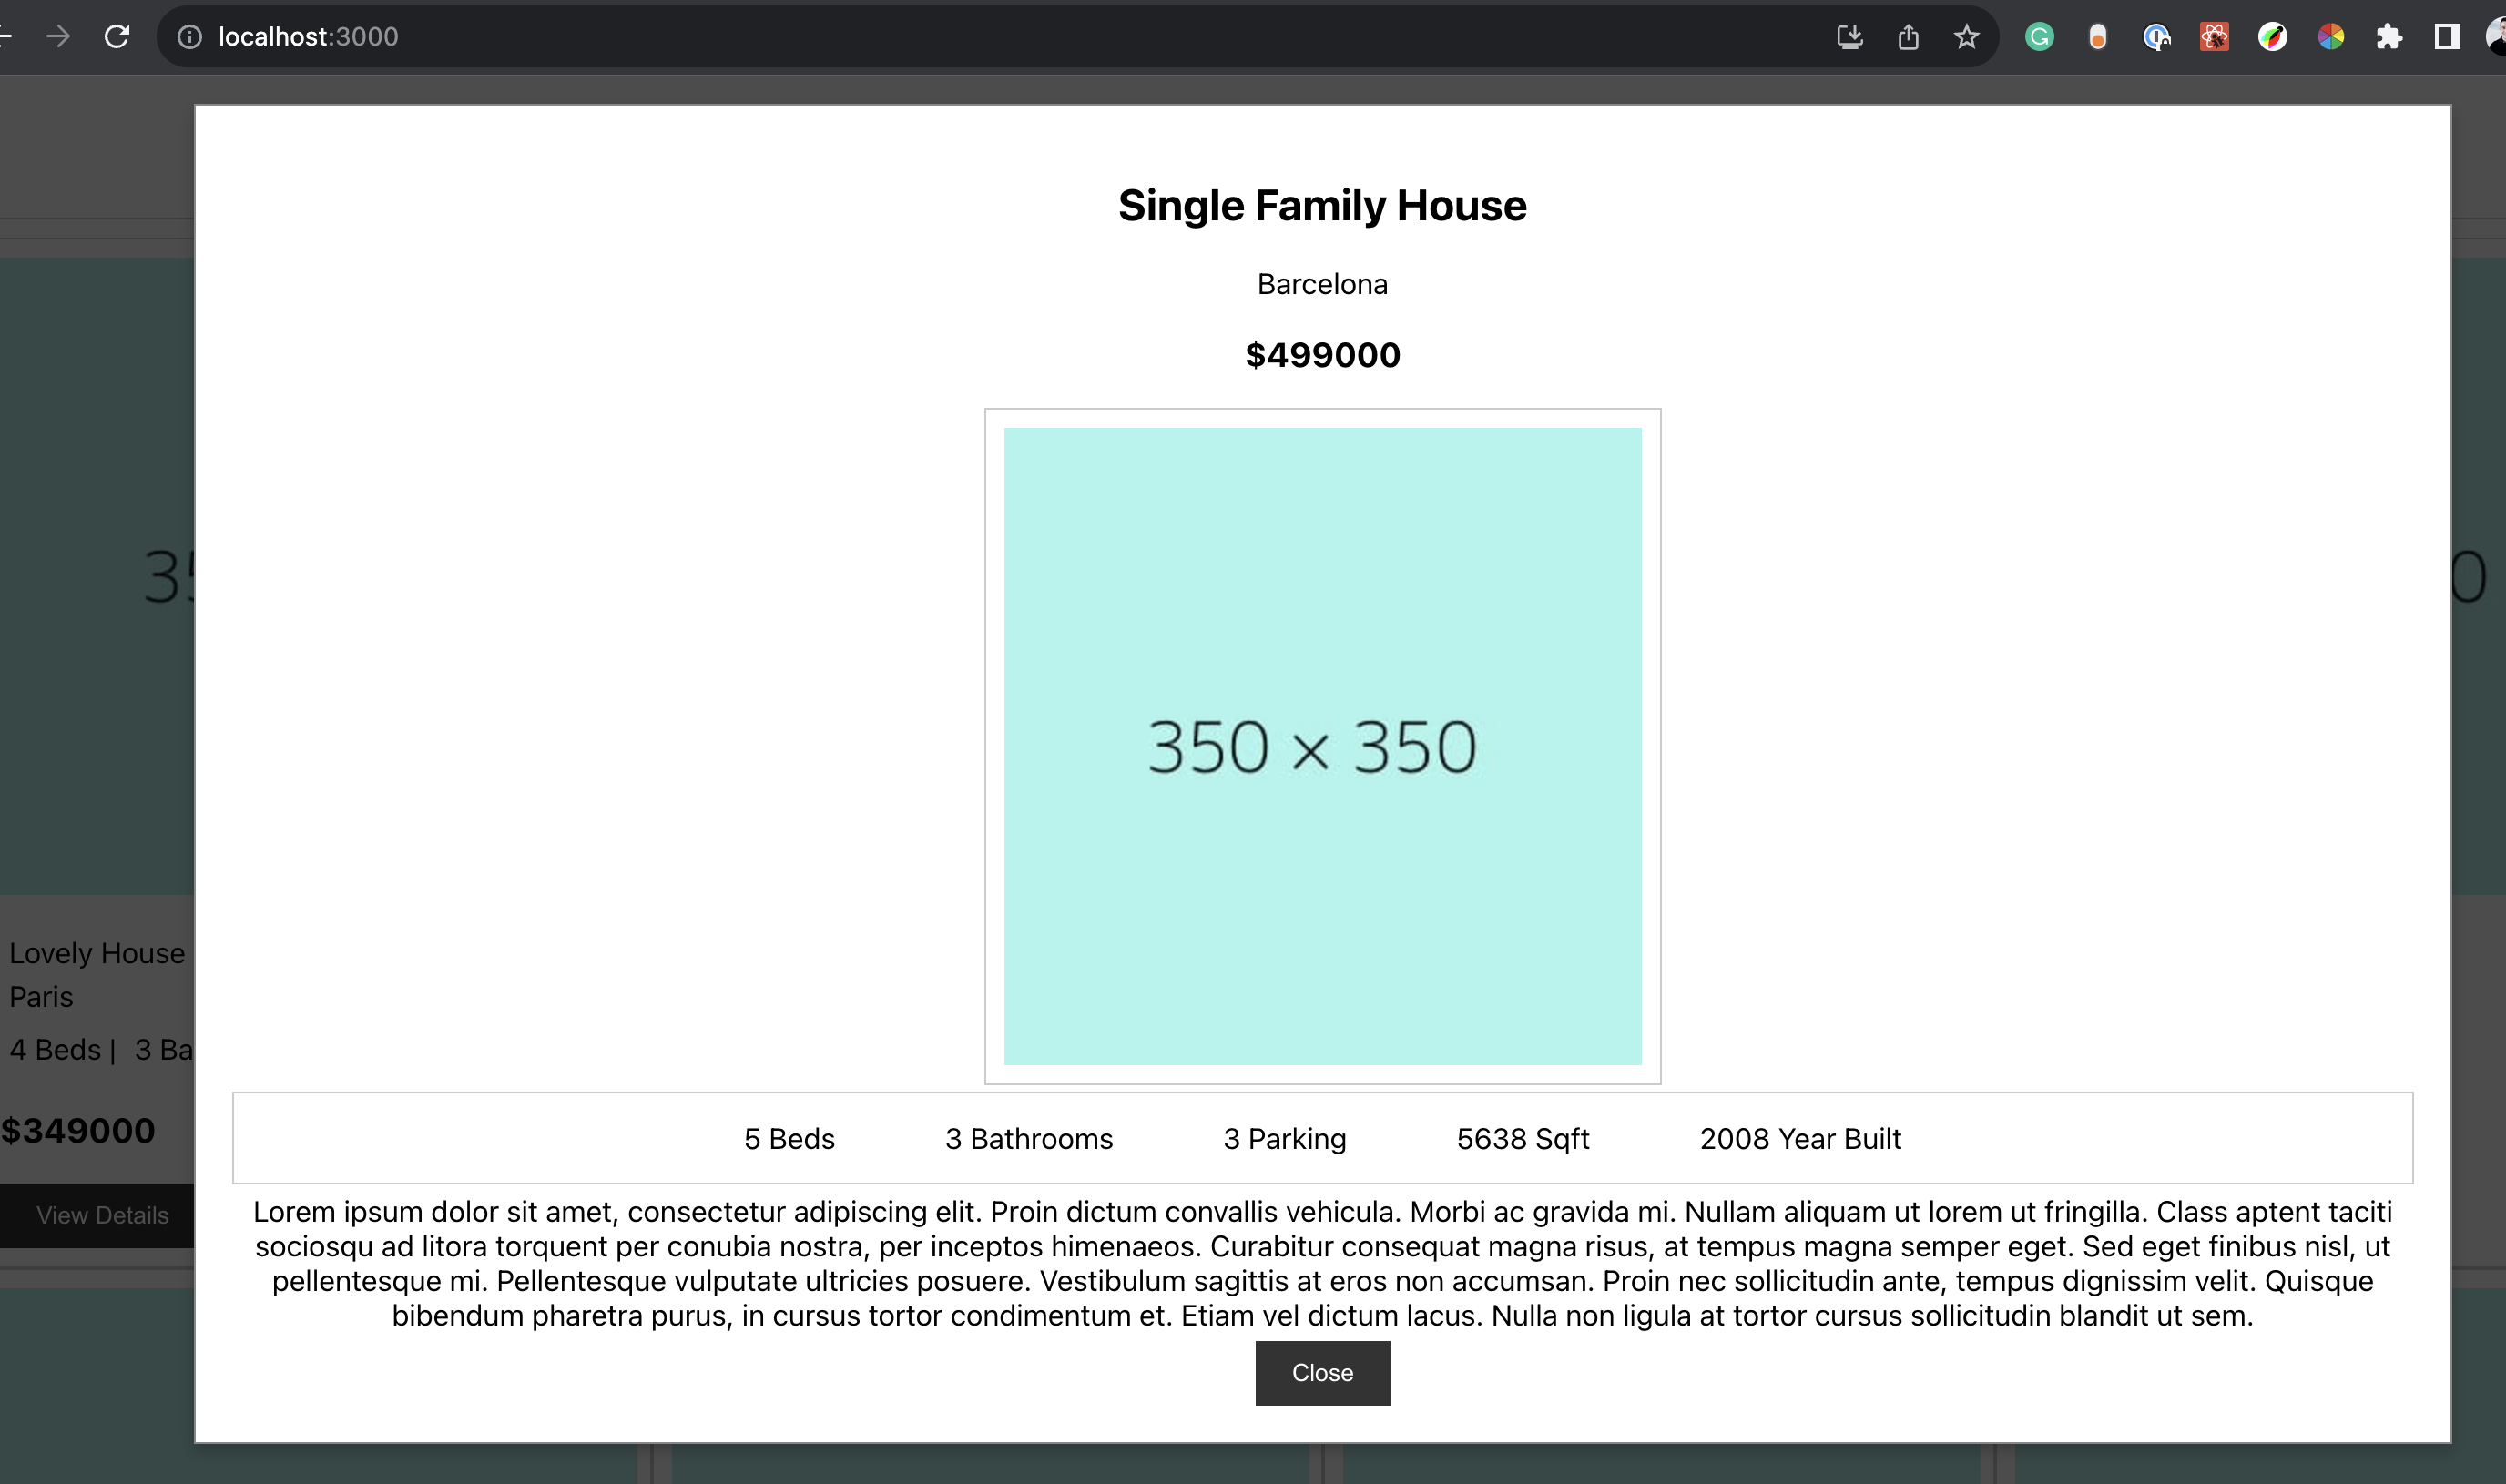 localhost:3000
Single Family House
Barcelona
$499000
350 × 350
5 Beds 3 Bathrooms 3 Parking 5638 Sqft 2008 Year Built
Lorem ipsum dolor sit amet, consectetur adipiscing elit. Proin dictum convallis vehicula. Morbi ac gravida mi. Nullam aliquam ut lorem ut fringilla. Class aptent taciti
sociosqu ad litora torquent per conubia nostra, per inceptos himenaeos. Curabitur consequat magna risus, at tempus magna semper eget. Sed eget finibus nisl, ut
pellentesque mi. Pellentesque vulputate ultricies posuere. Vestibulum sagittis at eros non accumsan. Proin nec sollicitudin ante, tempus dignissim velit. Quisque
bibendum pharetra purus, in cursus tortor condimentum et. Etiam vel dictum lacus. Nulla non ligula at tortor cursus sollicitudin blandit ut sem.
Close
Lovely House
Paris
4 Beds | 3 Ba
$349000
View Details